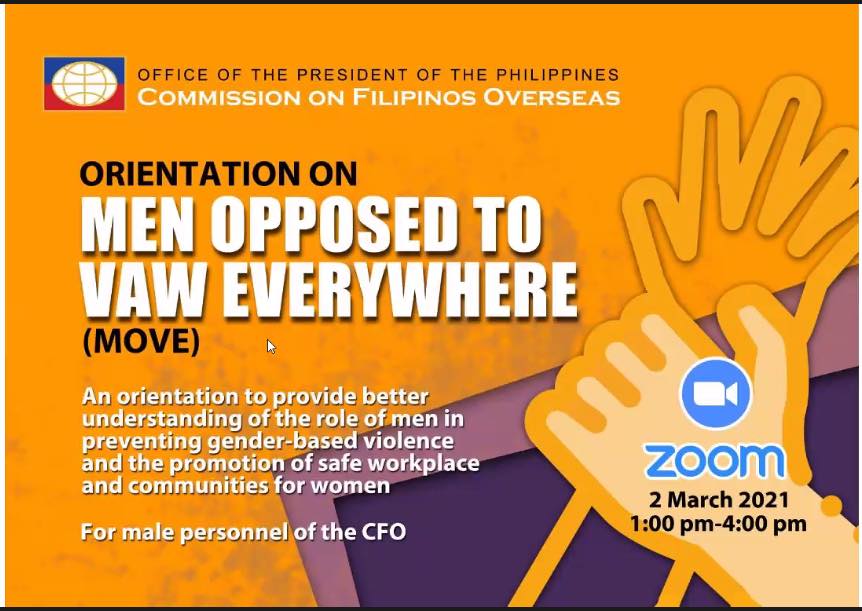 OFFICE OF THE PRESIDENT OF THE PHILIPPINES
COMMISSION ON FILIPINOS OVERSEAS
ORIENTATION ON
MEN OPPOSED TO
VAW EVERYWHERE
(MOVE)
An orientation to provide better
understanding of the role of men in
preventing gender-based violence
and the promotion of safe workplace
and communities for women
For male personnel of the CFO
zoom
2 March 2021
1:00 pm-4:00 pm